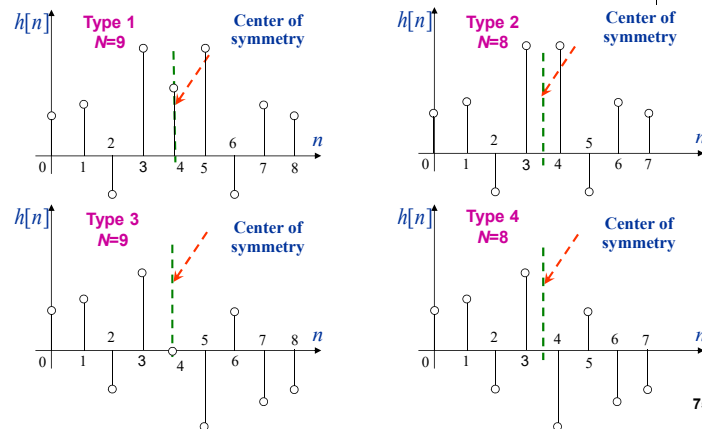 h[n] Type 1 Center of
N=9 symmetry
2 6 n
0 1 3 4 5 7 8
h[n] Type 2 Center of
N=8 symmetry
2 5 n
0 1 3 4 6 7
h[n] Type 3 Center of
N=9 symmetry
2 5 7 8 n
0 1 3 4 6
h[n] Type 4 Center of
N=8 symmetry
2 4 6 7 n
0 1 3 5